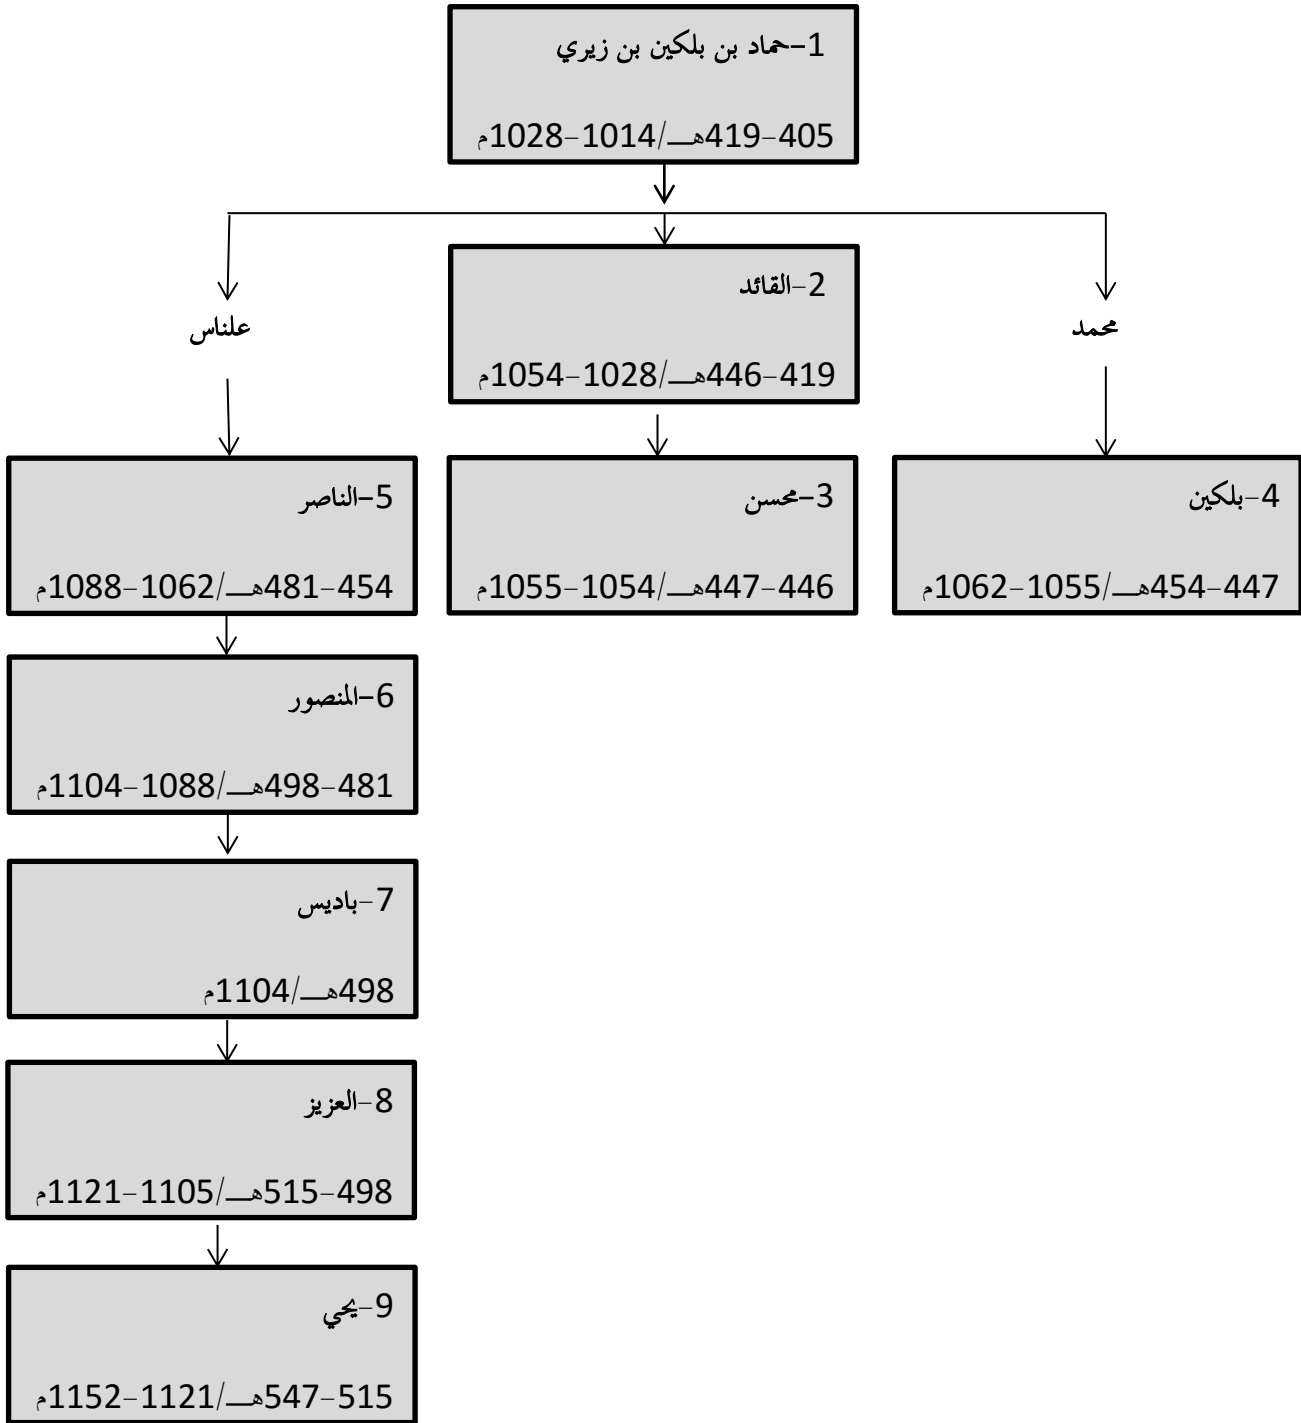 1-حماد بن بلكين بن زيري
405-419هـ/1014-1028م
2-القائد
419-446هـ/1028-1054م
محمد
علناس
4-بلكين
447-454هـ/1055-1062م
3-محسن
446-447هـ/1054-1055م
5-الناصر
454-481هـ/1062-1088م
6-المنصور
481-498هـ/1088-1104م
7-باديس
498هـ/1104م
8-العزيز
498-515هـ/1105-1121م
9-يحي
515-547هـ/1121-1152م